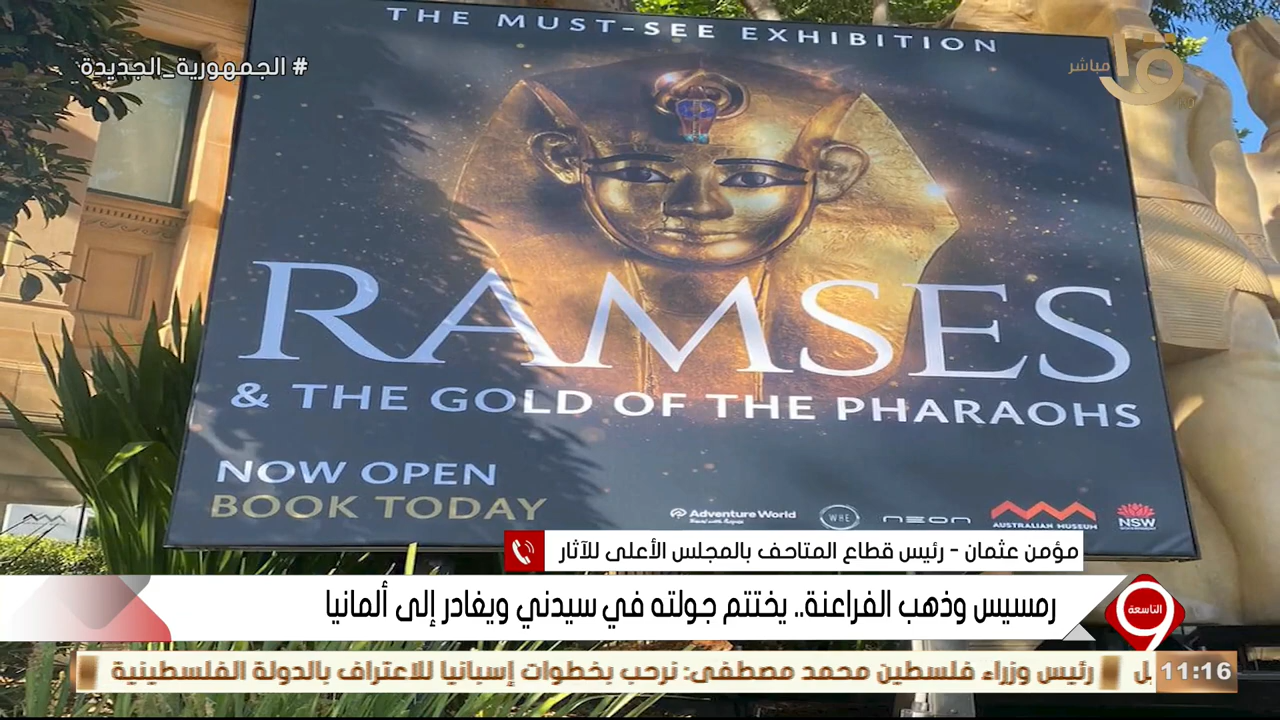 THE MUST-SEE EXHIBITION
# الجمهورية_الجديدة
مباشر
RAMSES
& THE GOLD OF THE PHARAOHS
NOW OPEN
BOOK TODAY
Adventure World
WHE
NEON
AUSTRALIAN MUSEUM
NSW
مؤمن عثمان - رئيس قطاع المتاحف بالمجلس الأعلى للآثار
رمسيس وذهب الفراعنة.. يختتم جولته في سيدني ويغادر إلى ألمانيا
التاسعة
9
رئيس وزراء فلسطين محمد مصطفى: نرحب بخطوات إسبانيا للاعتراف بالدولة الفلسطينية
11:16